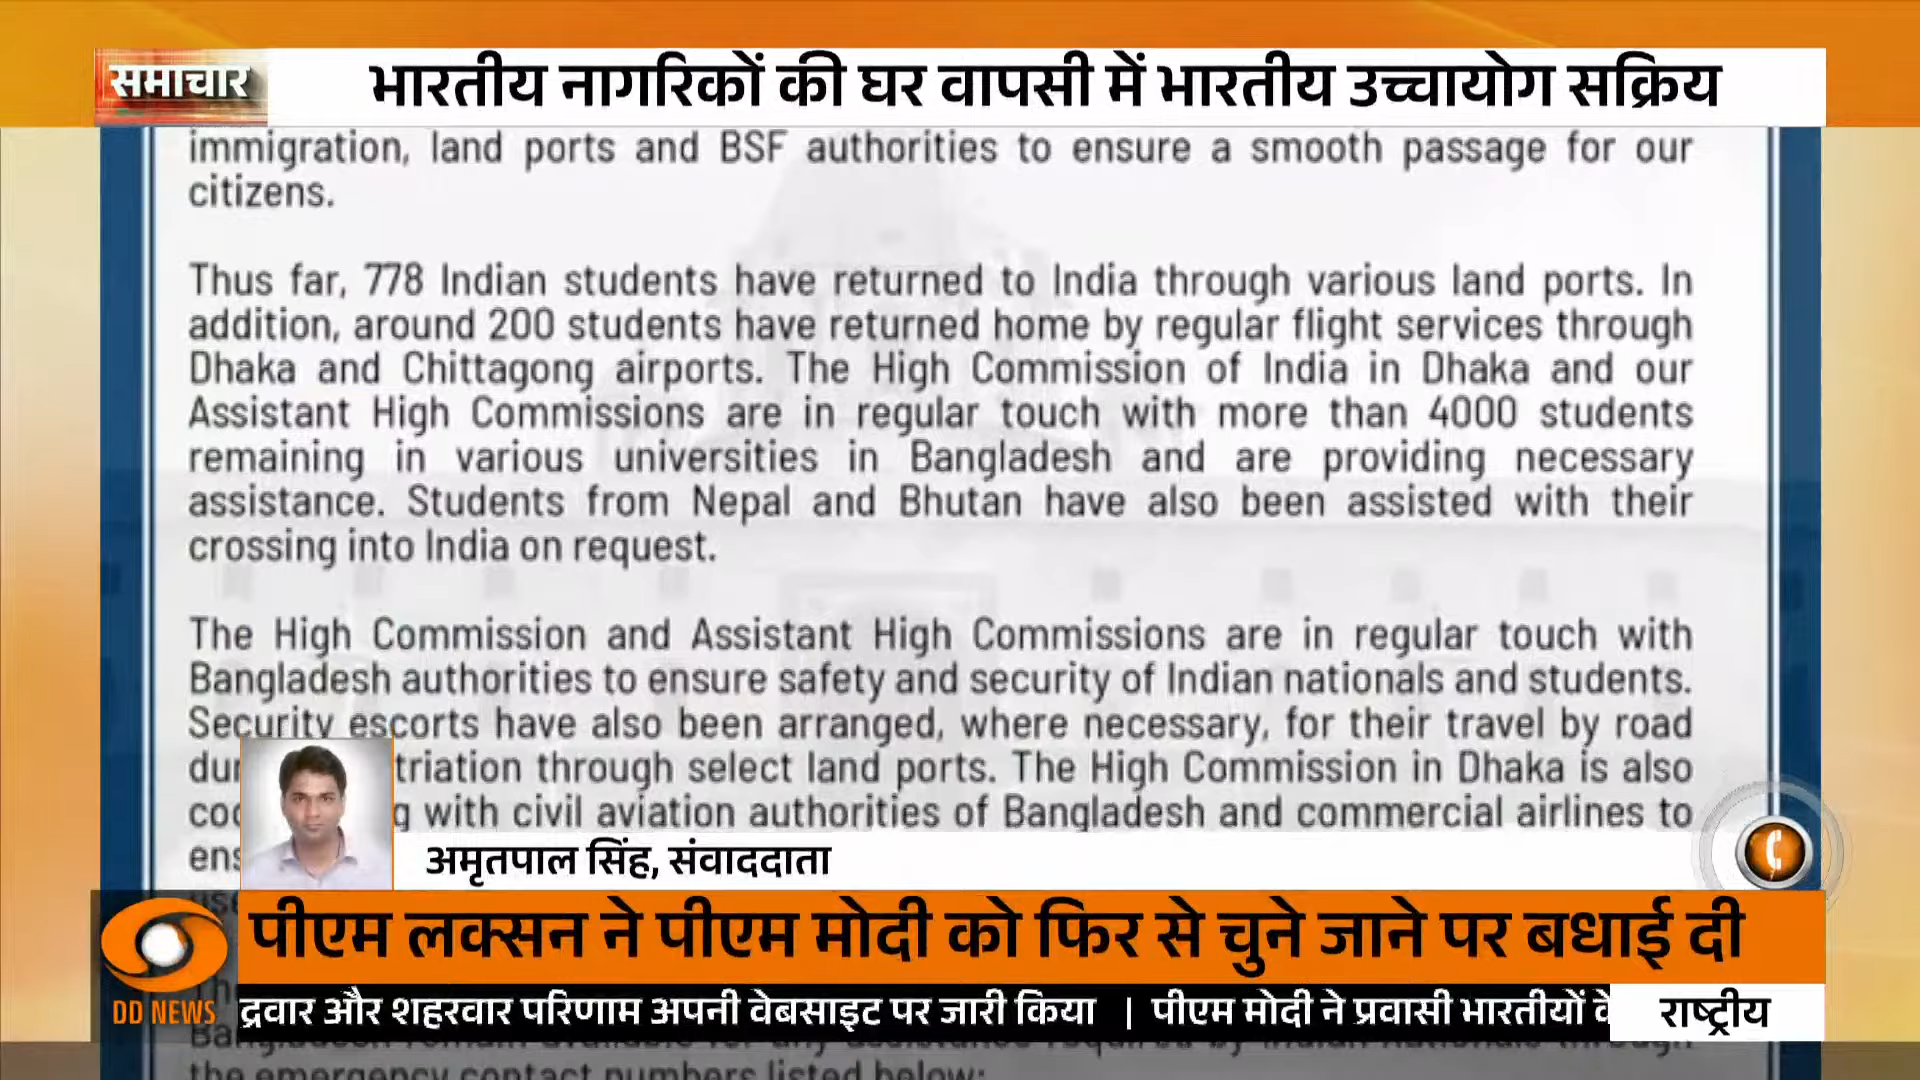 समाचार
भारतीय नागरिकों की घर वापसी में भारतीय उच्चायोग सक्रिय
immigration, land ports and BSF authorities to ensure a smooth passage for our
citizens.
Thus far, 778 Indian students have returned to India through various land ports. In
addition, around 200 students have returned home by regular flight services through
Dhaka and Chittagong airports. The High Commission of India in Dhaka and our
Assistant High Commissions are in regular touch with more than 4000 students
remaining in various universities in Bangladesh and are providing necessary
assistance. Students from Nepal and Bhutan have also been assisted with their
crossing into India on request.
The High Commission and Assistant High Commissions are in regular touch with
Bangladesh authorities to ensure safety and security of Indian nationals and students.
Security escorts have also been arranged, where necessary, for their travel by road
through select land ports. The High Commission in Dhaka is also
with civil aviation authorities of Bangladesh and commercial airlines to
अमृतपाल सिंह, संवाददाता
पीएम लक्सन ने पीएम मोदी को फिर से चुने जाने पर बधाई दी
DD NEWS
द्रवार और शहरवार परिणाम अपनी वेबसाइट पर जारी किया | पीएम मोदी ने प्रवासी भारतीयों
राष्ट्रीय
the emergency contact numbers listed below: